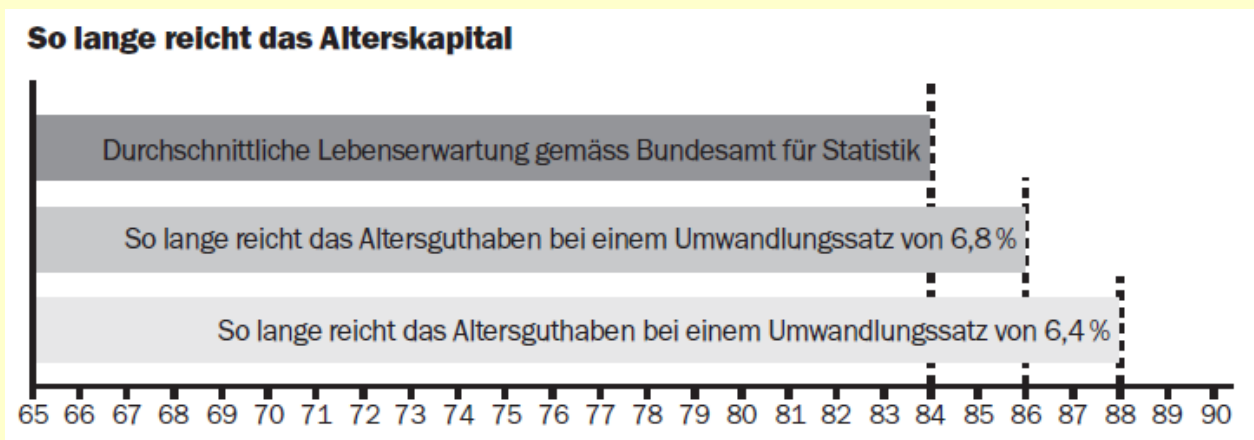 So lange reicht das Alterskapital
Durchschnittliche Lebenserwartung gemäss Bundesamt für Statistik
So lange reicht das Altersguthaben bei einem Umwandlungssatz von 6,8 %
So lange reicht das Altersguthaben bei einem Umwandlungssatz von 6,4 %
65 66 67 68 69 70 71 72 73 74 75 76 77 78 79 80 81 82 83 84 85 86 87 88 89 90